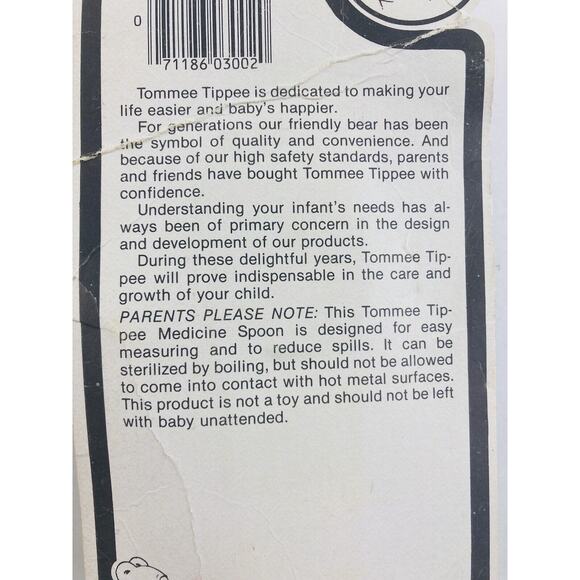 0
71186 03002
Tommee Tippee is dedicated to making your
life easier and baby's happier.
For generations our friendly bear has been
the symbol of quality and convenience. And
because of our high safety standards, parents
and friends have bought Tommee Tippee with
confidence.
Understanding your infant's needs has al-
ways been of primary concern in the design
and development of our products.
During these delightful years, Tommee Tip-
pee will prove indispensable in the care and
growth of your child.
PARENTS PLEASE NOTE: This Tommee Tip-
pee Medicine Spoon is designed for easy
measuring and to reduce spills. It can be
sterilized by boiling, but should not be allowed
to come into contact with hot metal surfaces.
This product is not a toy and should not be left
with baby unattended.